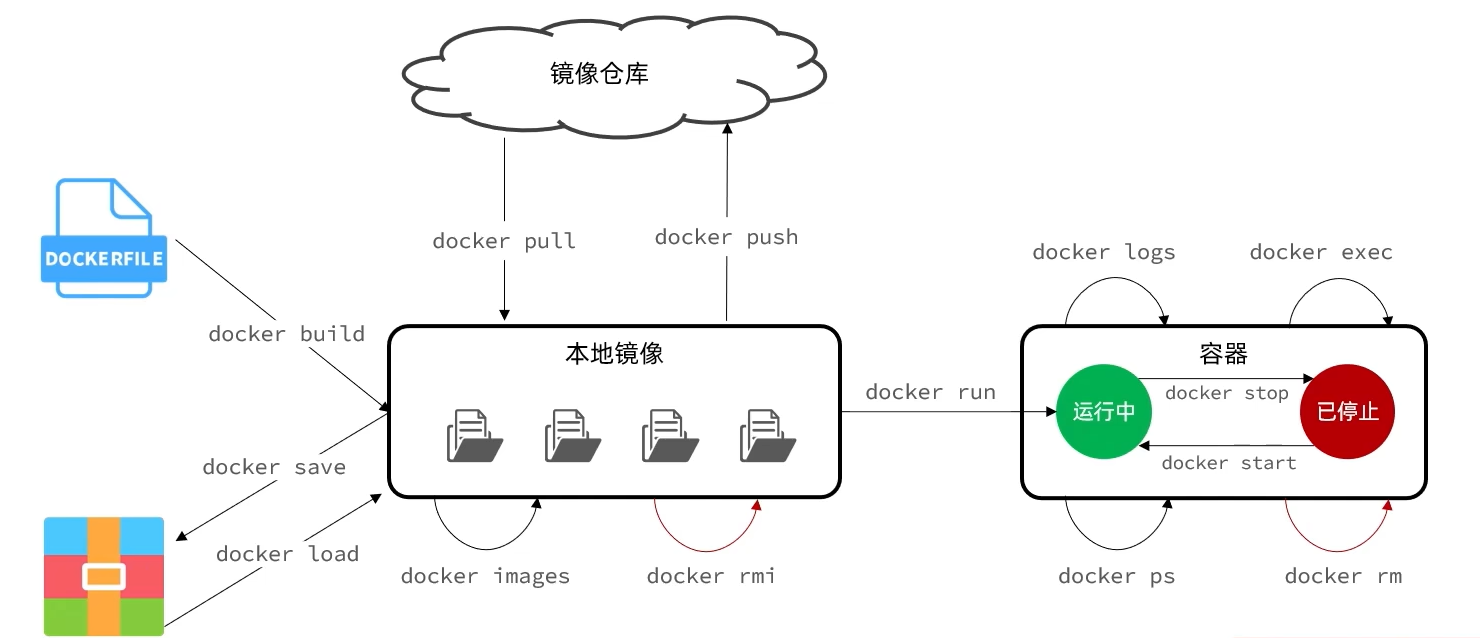 镜像仓库
docker pull
docker push
DOCKERFILE
docker logs
docker exec
docker build
本地镜像
容器
docker run
运行中
docker stop
已停止
docker start
docker save
docker load
docker images
docker rmi
docker ps
docker rm